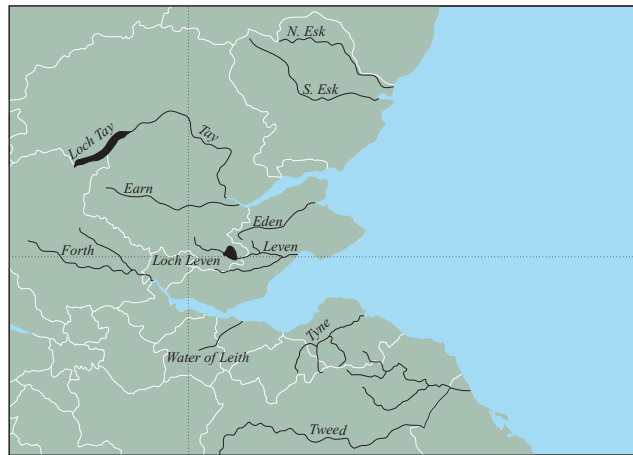 N. Esk
S. Esk
Loch Tay
Tay
Earn
Eden
Forth
Loch Leven
Leven
Tyne
Water of Leith
Tweed